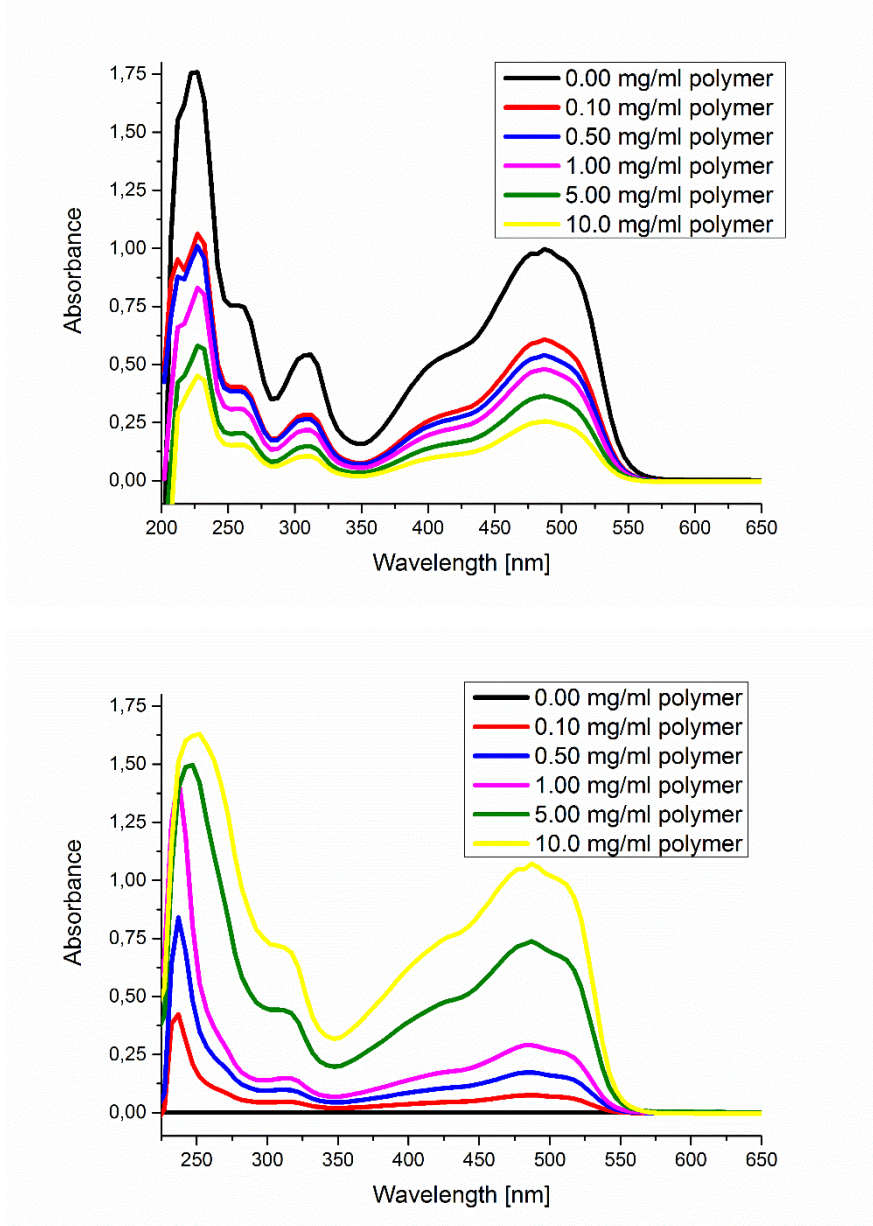 1,75
1,50
1,25
1,00
0,75
0,50
0,25
0,00
Absorbance
0.00 mg/ml polymer
0.10 mg/ml polymer
0.50 mg/ml polymer
1.00 mg/ml polymer
5.00 mg/ml polymer
10.0 mg/ml polymer
200 250 300 350 400 450 500 550 600 650
Wavelength [nm]
1,75
1,50
1,25
1,00
0,75
0,50
0,25
0,00
Absorbance
0.00 mg/ml polymer
0.10 mg/ml polymer
0.50 mg/ml polymer
1.00 mg/ml polymer
5.00 mg/ml polymer
10.0 mg/ml polymer
250 300 350 400 450 500 550 600 650
Wavelength [nm]